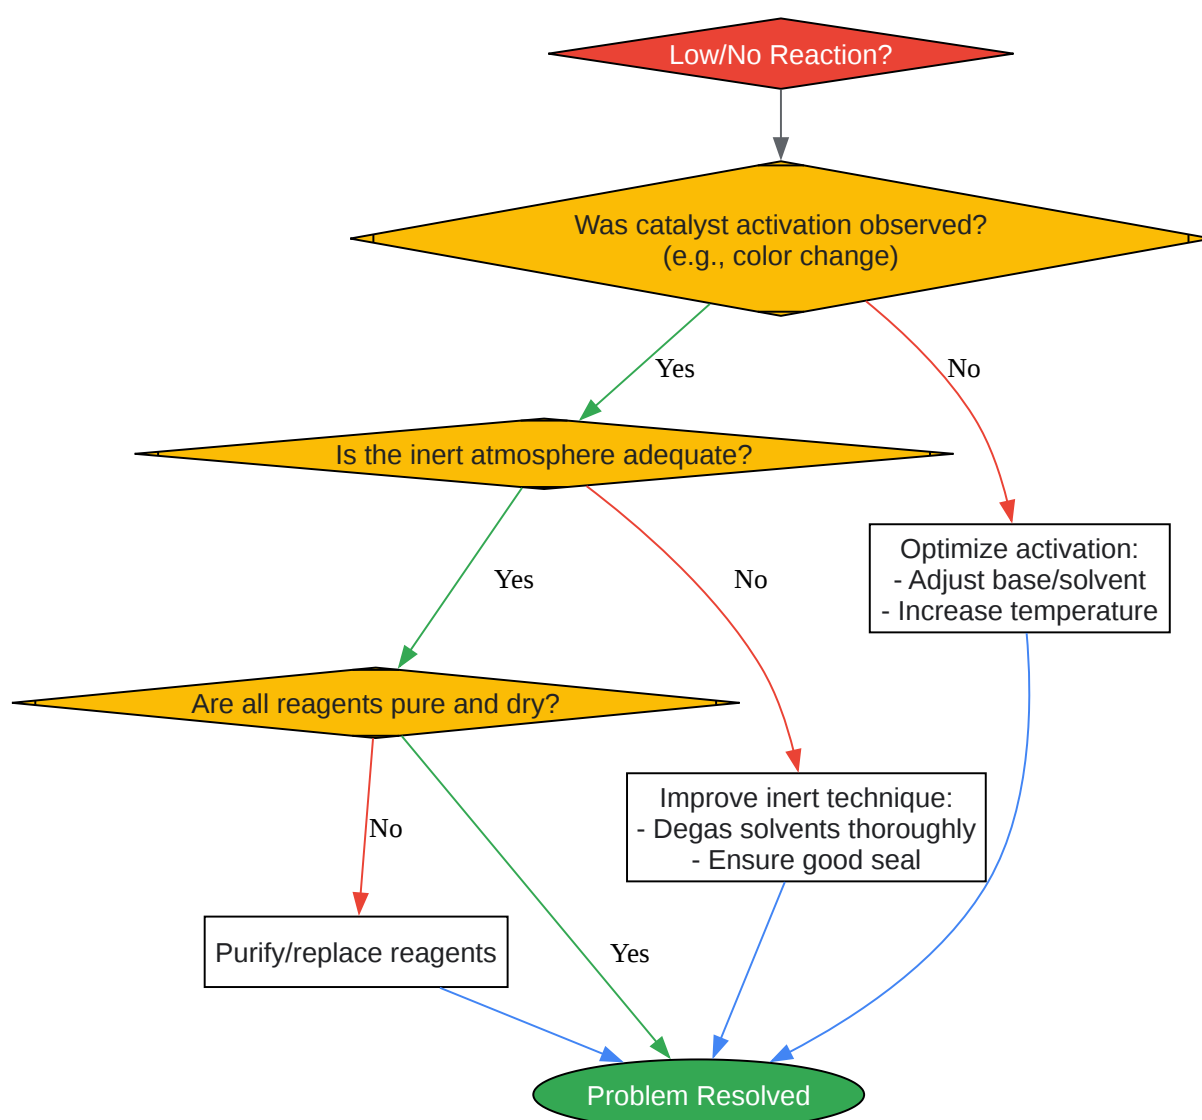 Low/No Reaction?
Was catalyst activation observed?
(e.g., color change)
Yes
No
Is the inert atmosphere adequate?
Optimize activation:
- Adjust base/solvent
- Increase temperature
Yes
No
Are all reagents pure and dry?
Improve inert technique:
- Degas solvents thoroughly
- Ensure good seal
No
Purify/replace reagents
Yes
Problem Resolved